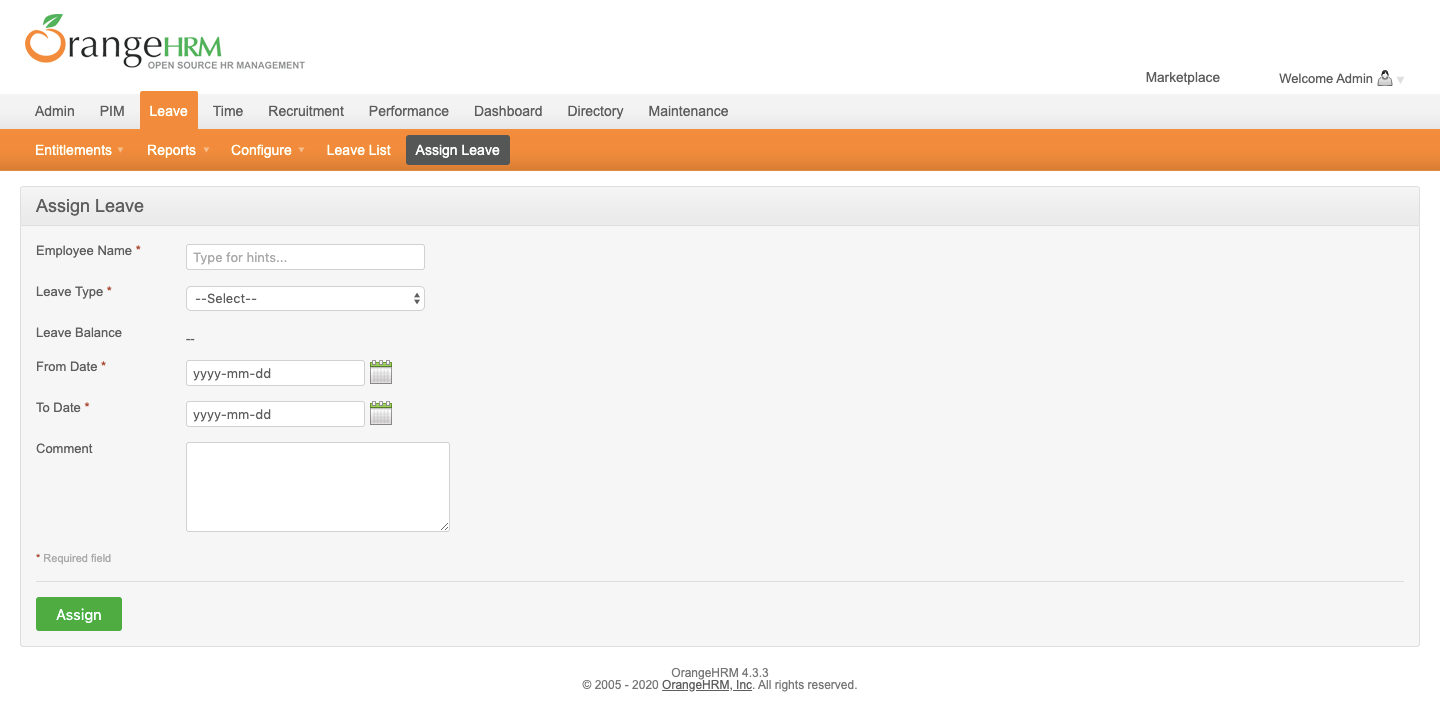 OrangeHRM
OPEN SOURCE HR MANAGEMENT
Marketplace Welcome Admin
Admin PIM Leave Time Recruitment Performance Dashboard Directory Maintenance
Entitlements Reports Configure Leave List Assign Leave
Assign Leave
Employee Name * Type for hints...
Leave Type * --Select--
Leave Balance --
From Date * yyyy-mm-dd
To Date * yyyy-mm-dd
Comment
* Required field
Assign
OrangeHRM 4.3.3
© 2005 - 2020 OrangeHRM, Inc. All rights reserved.